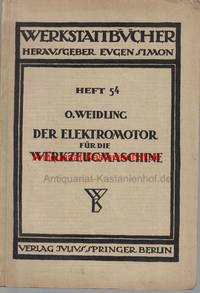 WERKSTATTBÜCHER
HERAUSGEBER EUGEN SIMON
HEFT 54
O. WEIDLING
DER ELEKTROMOTOR
FÜR DIE
WERKZEUGMASCHINE
Antiquariat-Kastanienhof.de
VERLAG JULIUS SPRINGER BERLIN